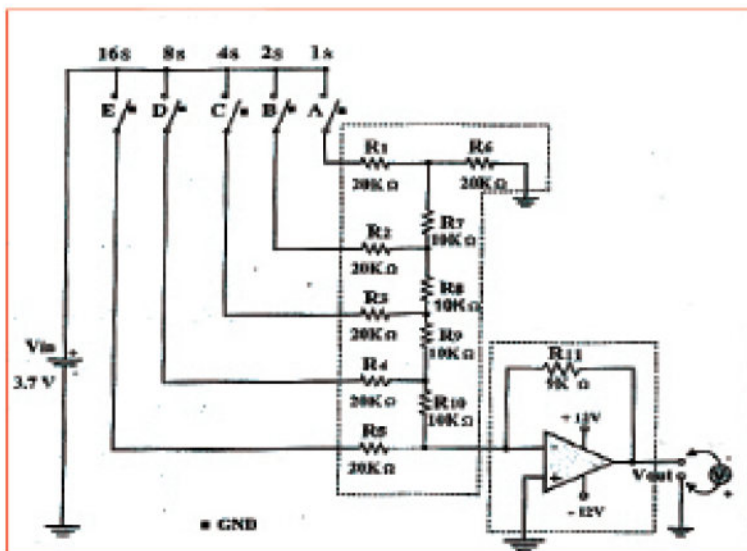 16s 8s 4s 2s 1s
E D C B A
R1 R6
20KΩ 20KΩ
R7
10KΩ
R2
20KΩ
R8
10KΩ
R3
20KΩ
R9
10KΩ
Vin
3.7 V
+
-
R4
20KΩ
R10
10KΩ
R5
20KΩ
R11
9KΩ
+ 12V
-
+
- 12V
Vout
-
V
+
GND